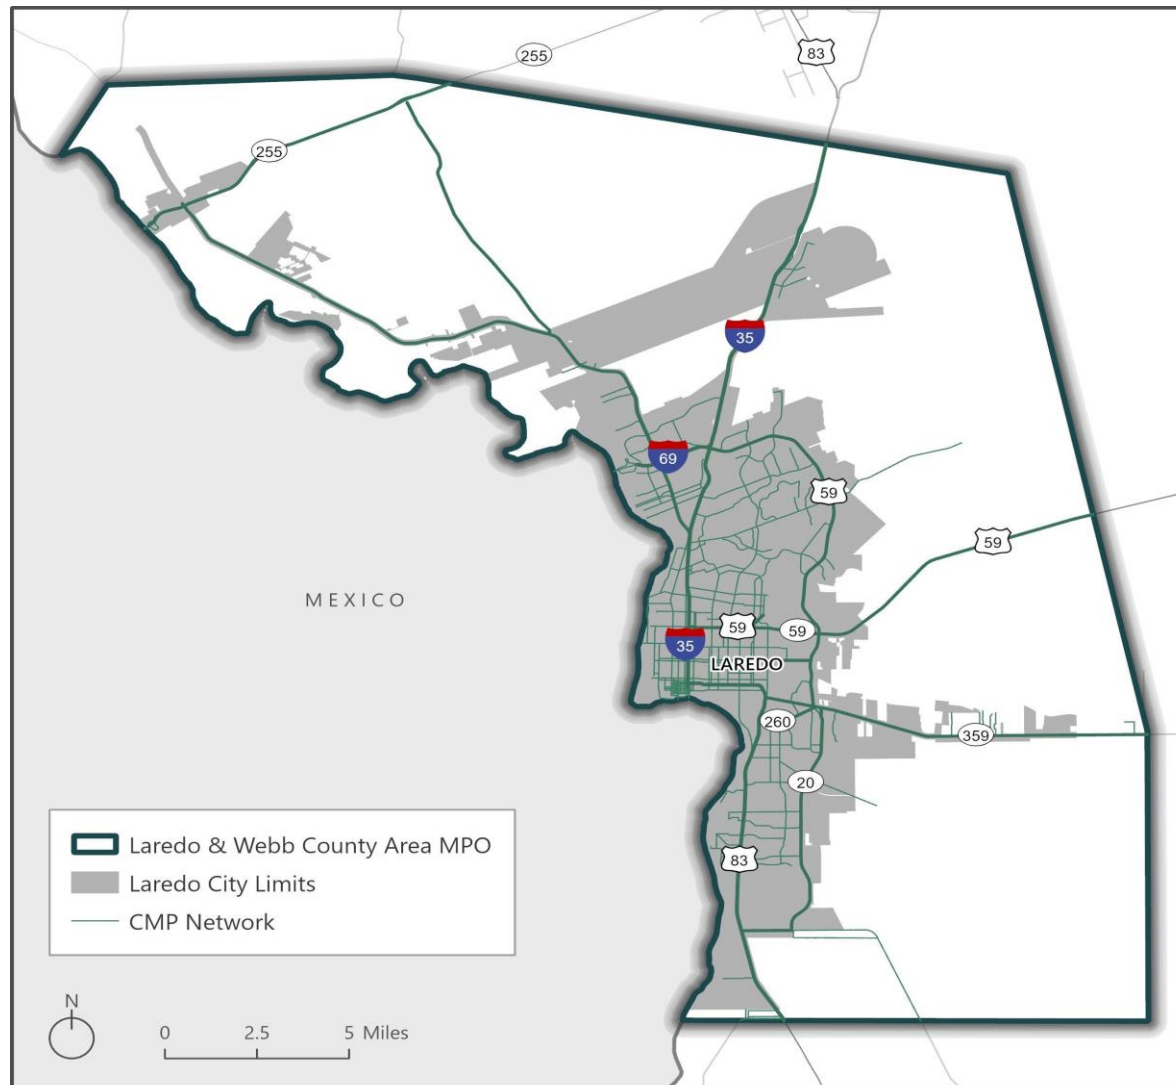 83
255
255
35
69
59
59
MEXICO
59
59
35
LAREDO
260
359
20
83
Laredo & Webb County Area MPO
Laredo City Limits
CMP Network
N
0 2.5 5 Miles